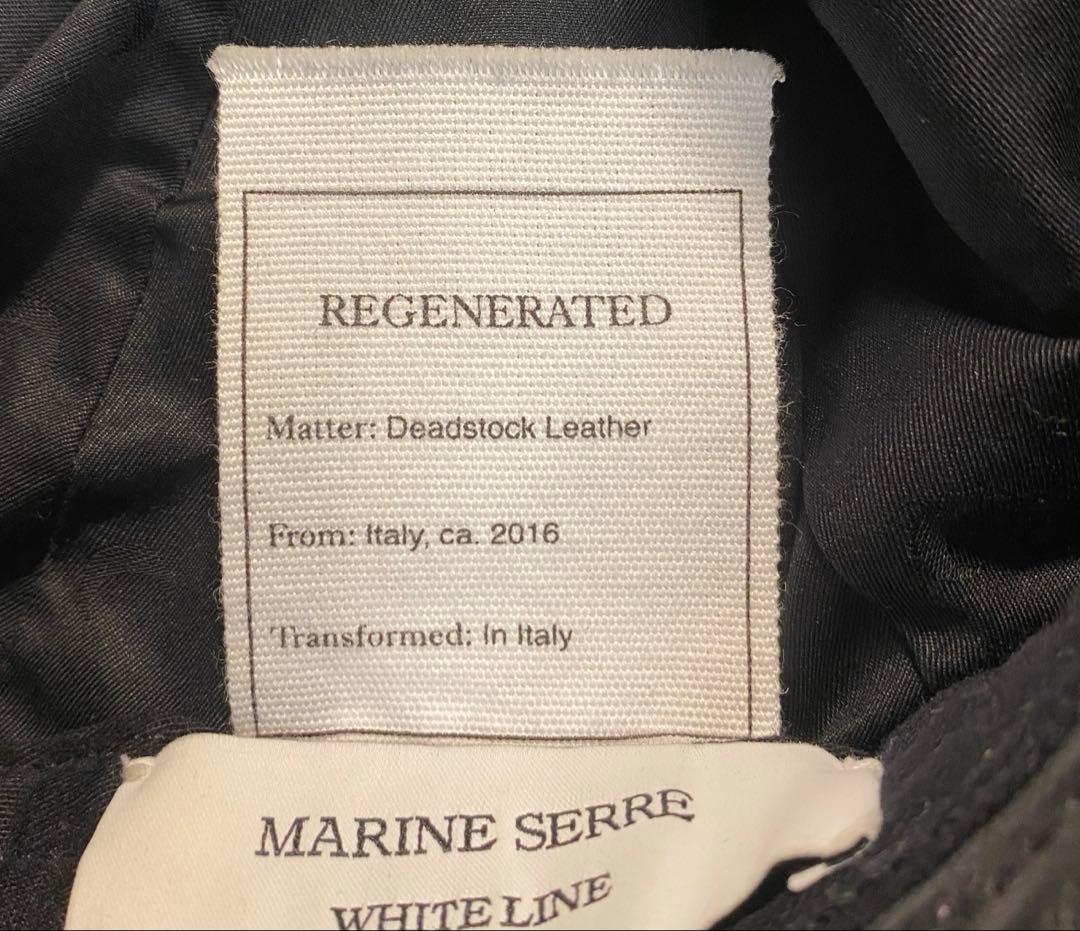 REGENERATED
Matter: Deadstock Leather
From: Italy, ca. 2016
Transformed: In Italy
MARINE SERRE
WHITE LINE